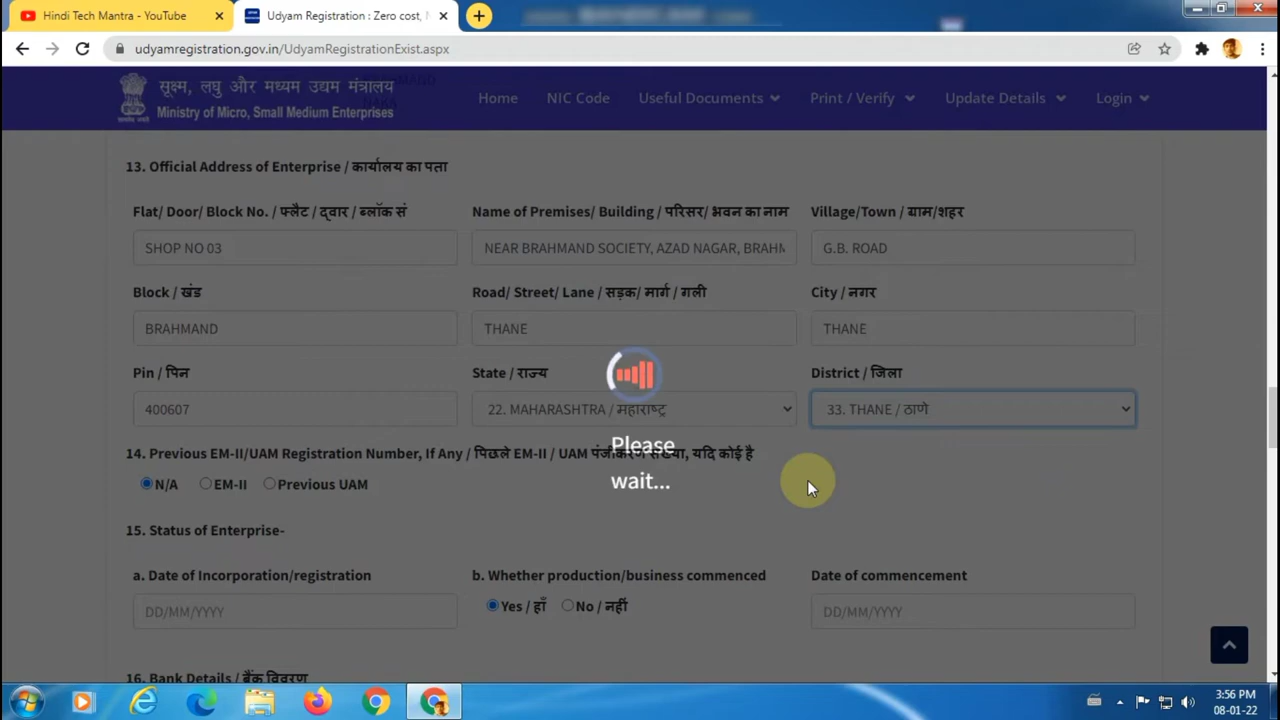 Hindi Tech Mantra - YouTube
Udyam Registration : Zero cost,
udyamregistration.gov.in/UdyamRegistrationExist.aspx
सूक्ष्म, लघु और मध्यम उद्यम मंत्रालय
Ministry of Micro, Small Medium Enterprises
Home NIC Code Useful Documents Print / Verify Update Details Login
13. Official Address of Enterprise / कार्यालय का पता
Flat/ Door/ Block No. / फ्लैट / द्वार / ब्लॉक सं Name of Premises/ Building / परिसर/ भवन का नाम Village/Town / ग्राम/शहर
SHOP NO 03 NEAR BRAHMAND SOCIETY, AZAD NAGAR, BRAHM G.B. ROAD
Block / खंड Road/ Street/ Lane / सड़क/ मार्ग / गली City / नगर
BRAHMAND THANE THANE
Pin / पिन State / राज्य District / जिला
400607 22. MAHARASHTRA / महाराष्ट्र 33. THANE / ठाणे
Please
14. Previous EM-II/UAM Registration Number, If Any / पिछले EM-II / UAM पंजीकरण संख्या, यदि कोई है
wait...
N/A EM-II Previous UAM
15. Status of Enterprise-
a. Date of Incorporation/registration b. Whether production/business commenced Date of commencement
DD/MM/YYYY Yes / हाँ No / नहीं DD/MM/YYYY
16. Bank Details / बैंक विवरण
3:56 PM
08-01-22